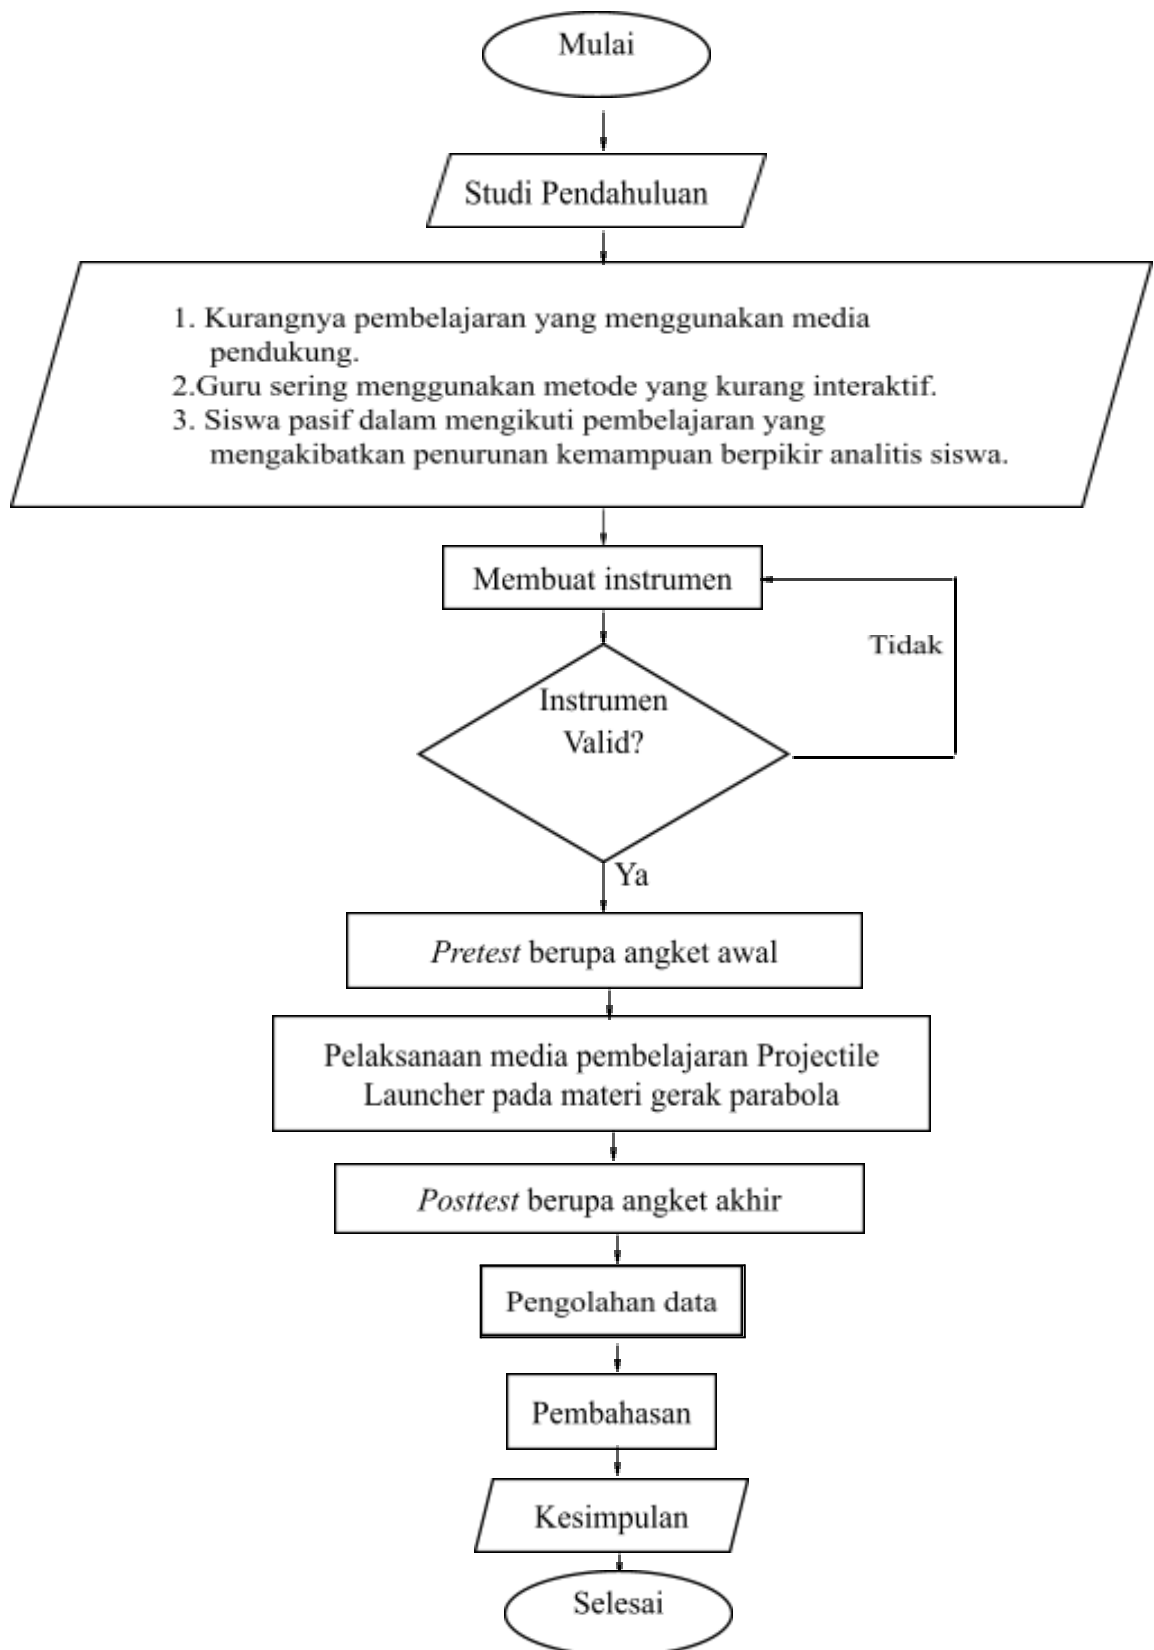 Mulai
Studi Pendahuluan
1. Kurangnya pembelajaran yang menggunakan media
pendukung.
2.Guru sering menggunakan metode yang kurang interaktif.
3. Siswa pasif dalam mengikuti pembelajaran yang
mengakibatkan penurunan kemampuan berpikir analitis siswa.
Membuat instrumen
Tidak
Instrumen
Valid?
Ya
Pretest berupa angket awal
Pelaksanaan media pembelajaran Projectile
Launcher pada materi gerak parabola
Posttest berupa angket akhir
Pengolahan data
Pembahasan
Kesimpulan
Selesai